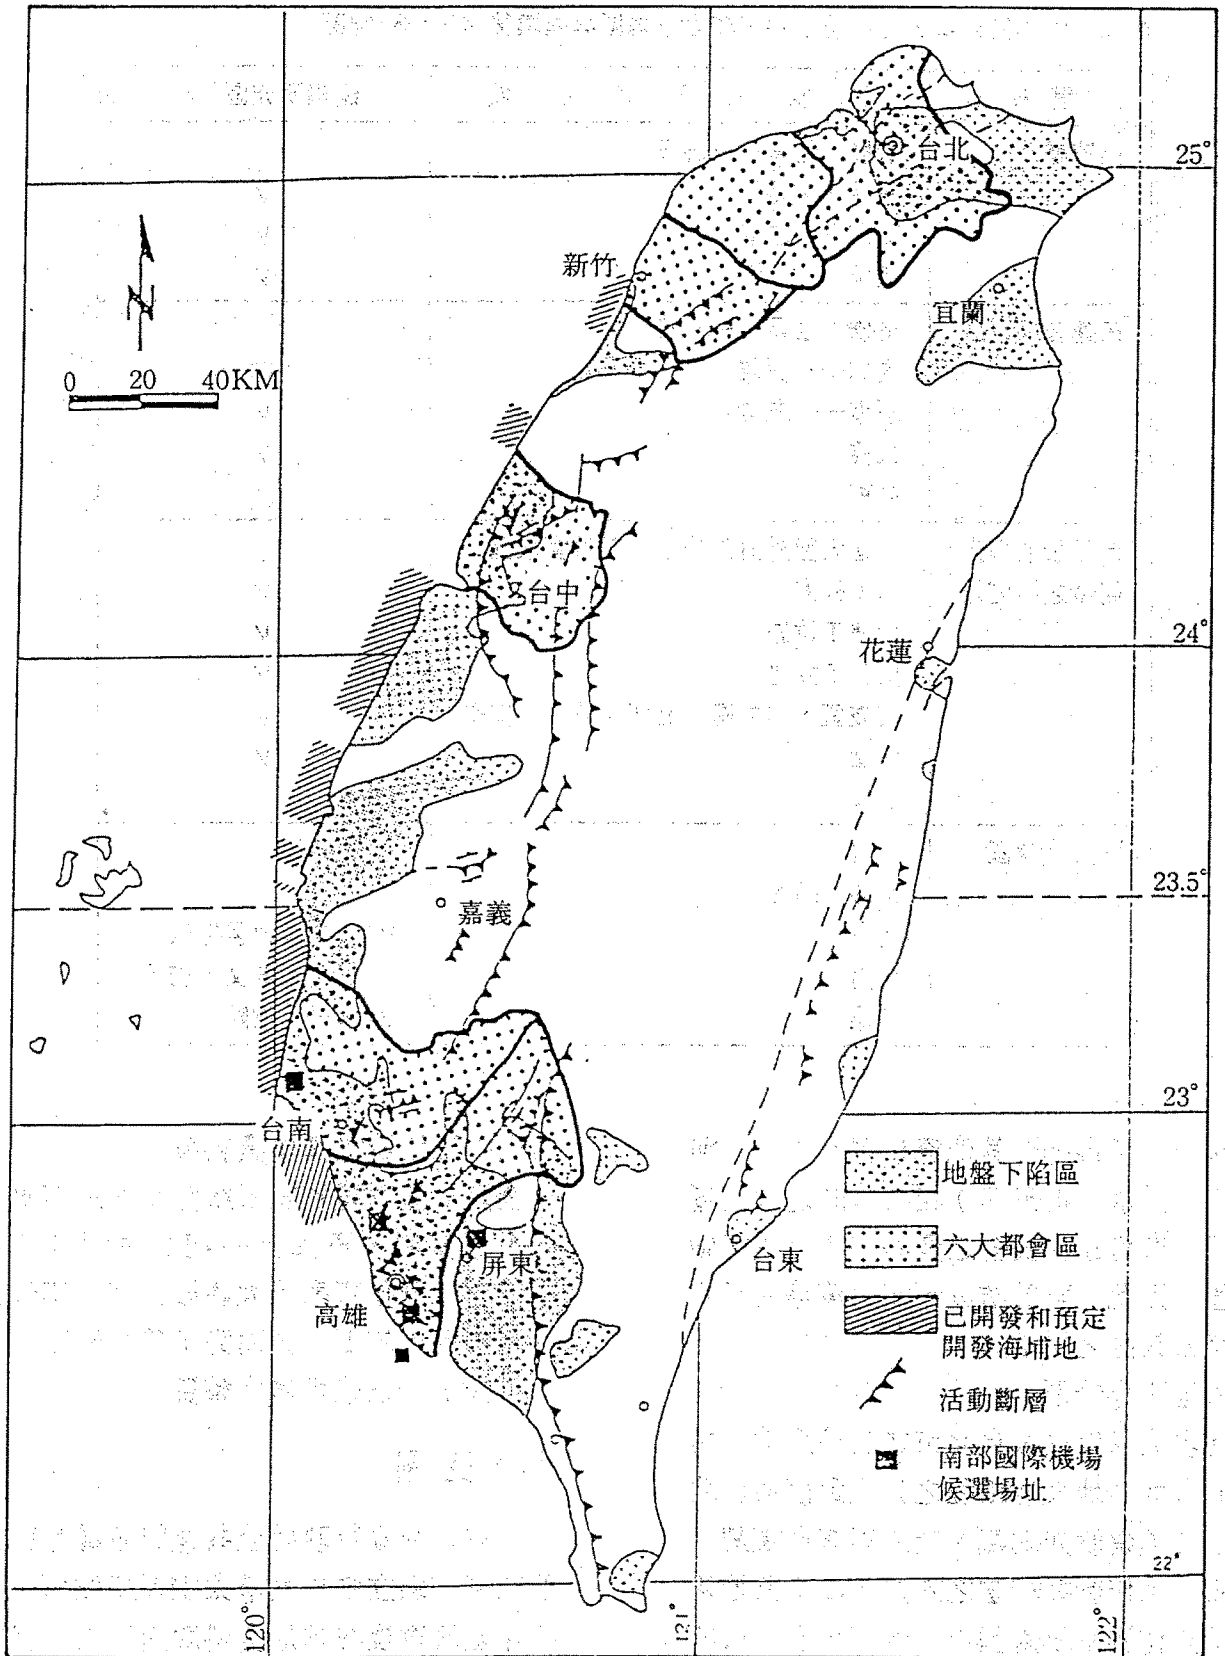 台北
25°
新竹
宜蘭
0 20 40KM
台中
24°
花蓮
23.5°
嘉義
23°
台南
地盤下陷區
六大都會區
屏東
台東
高雄
已開發和預定
開發海埔地
活動斷層
南部國際機場
候選場址
22°
120°
121°
122°